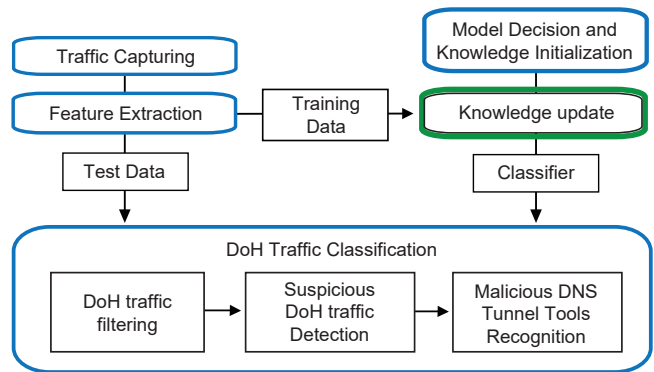 Traffic Capturing
Model Decision and
Knowledge Initialization
Feature Extraction
Training
Data
Knowledge update
Test Data
Classifier
DoH Traffic Classification
DoH traffic
filtering
Suspicious
DoH traffic
Detection
Malicious DNS
Tunnel Tools
Recognition